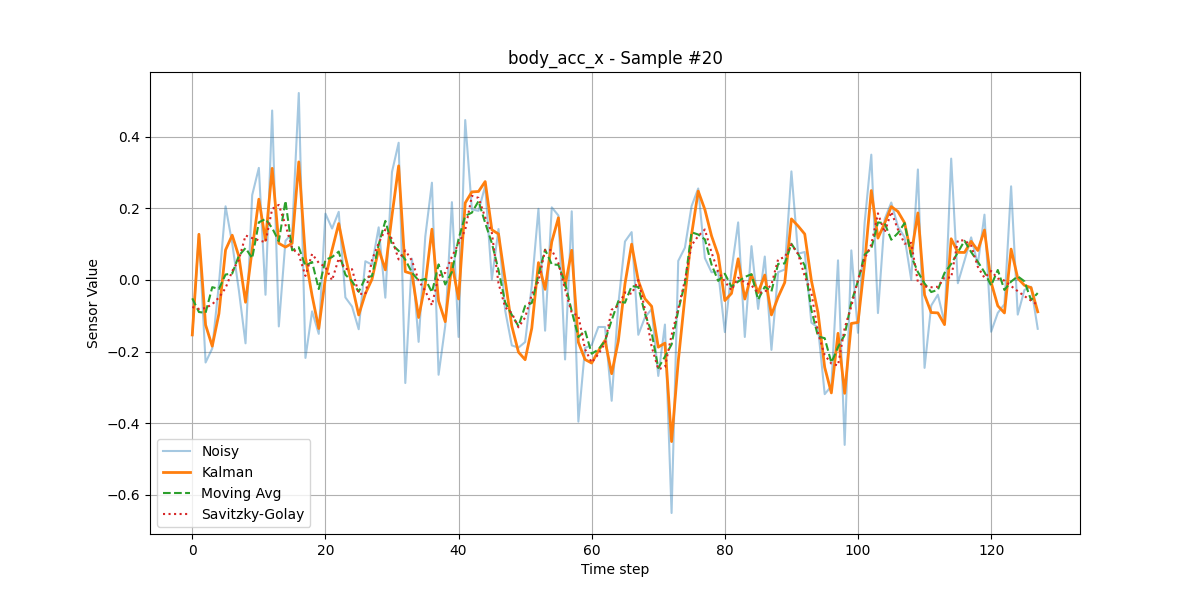 body_acc_x - Sample #20
Sensor Value
0.4
0.2
0.0
−0.2
−0.4
−0.6
Noisy
Kalman
Moving Avg
Savitzky-Golay
0 20 40 60 80 100 120
Time step